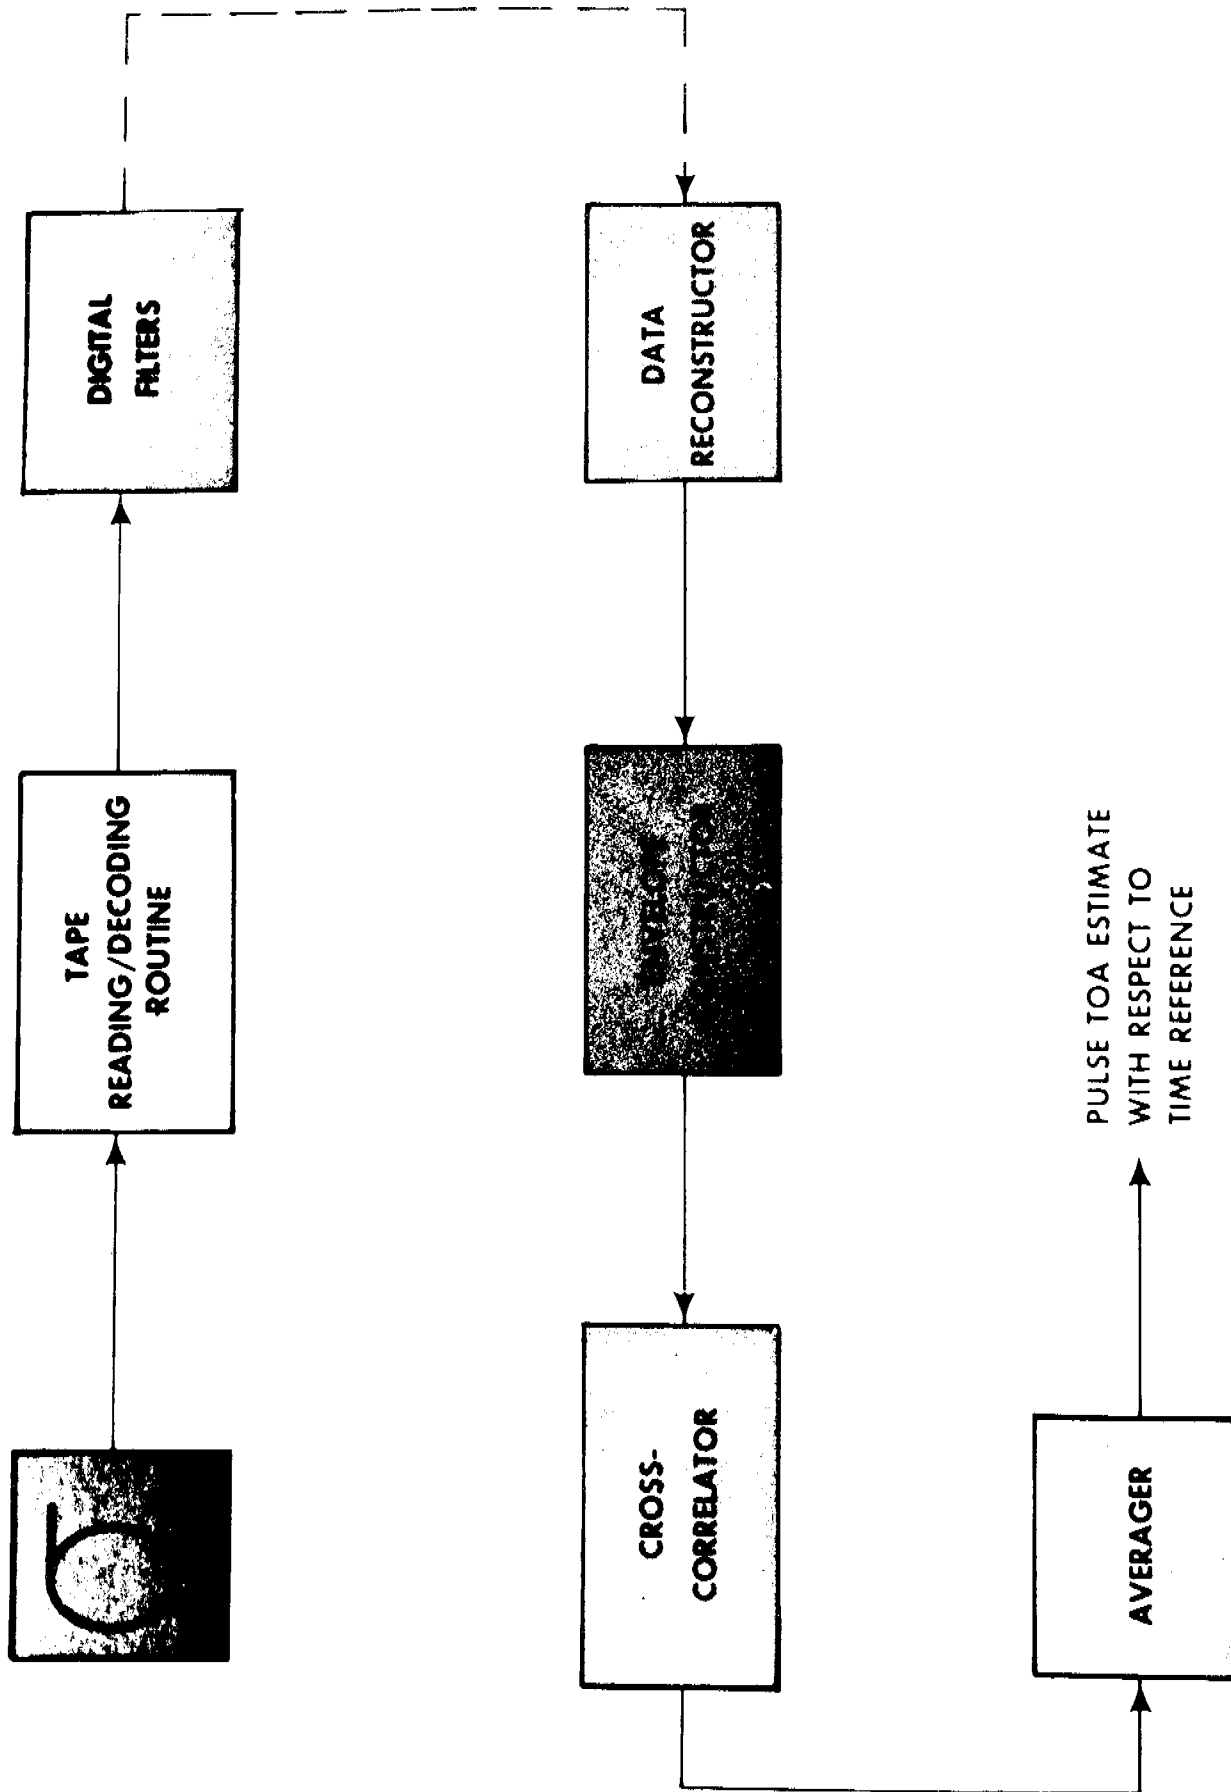 TAPE
READING/DECODING
ROUTINE
DIGITAL
FILTERS
DATA
RECONSTRUCTOR
CROSS-
CORRELATOR
AVERAGER
PULSE TOA ESTIMATE
WITH RESPECT TO
TIME REFERENCE